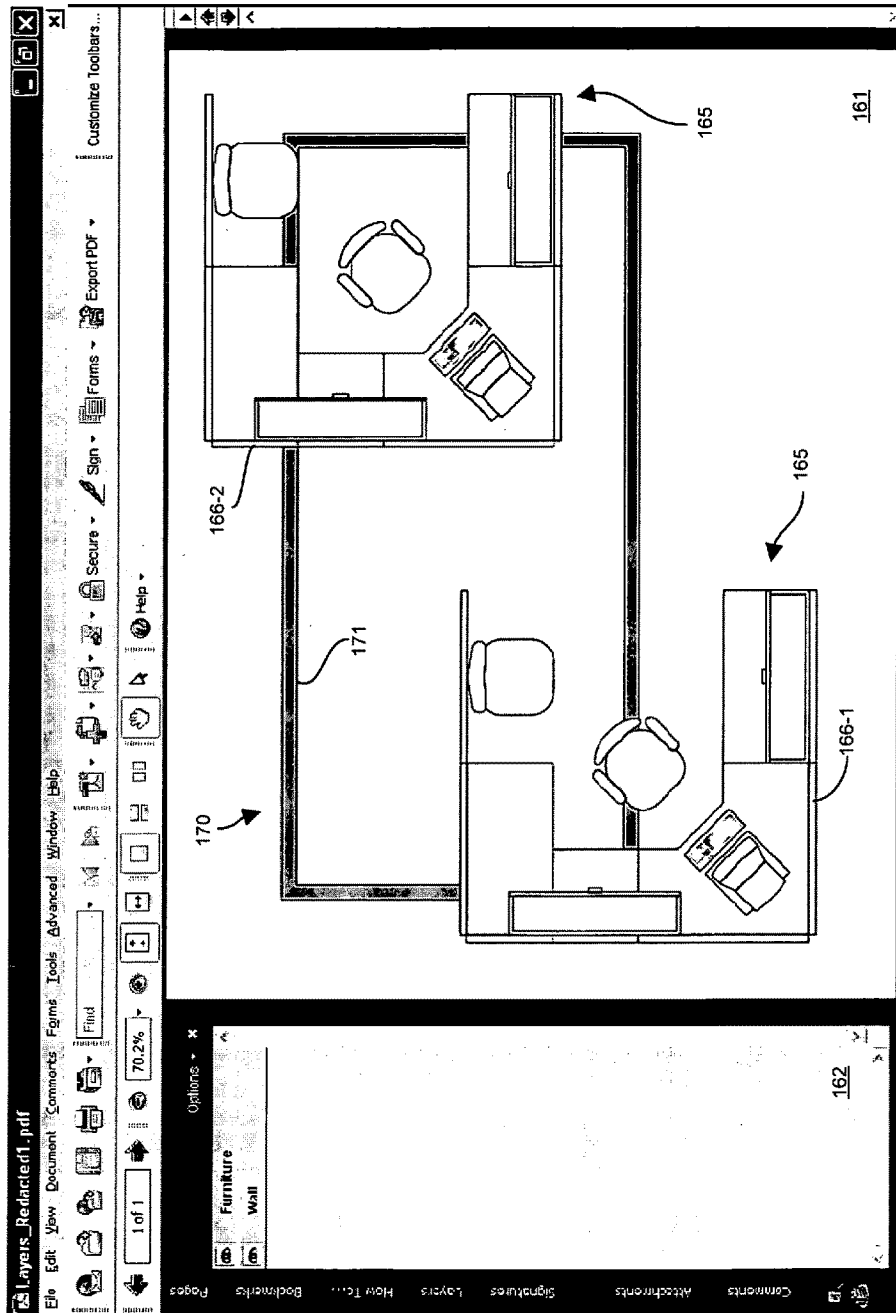 Layers_Redacted1.pdf
File Edit View Document Comments Forms Tools Advanced Window Help
Find
Secure Sign Forms Export PDF Customize Toolbars...
1 of 1 70.2% Help
Options
Furniture
Wall
Pages
Bookmarks
How To...
Layers
Signatures
Attachments
Comments
162
170
171
166-2
165
165
166-1
161